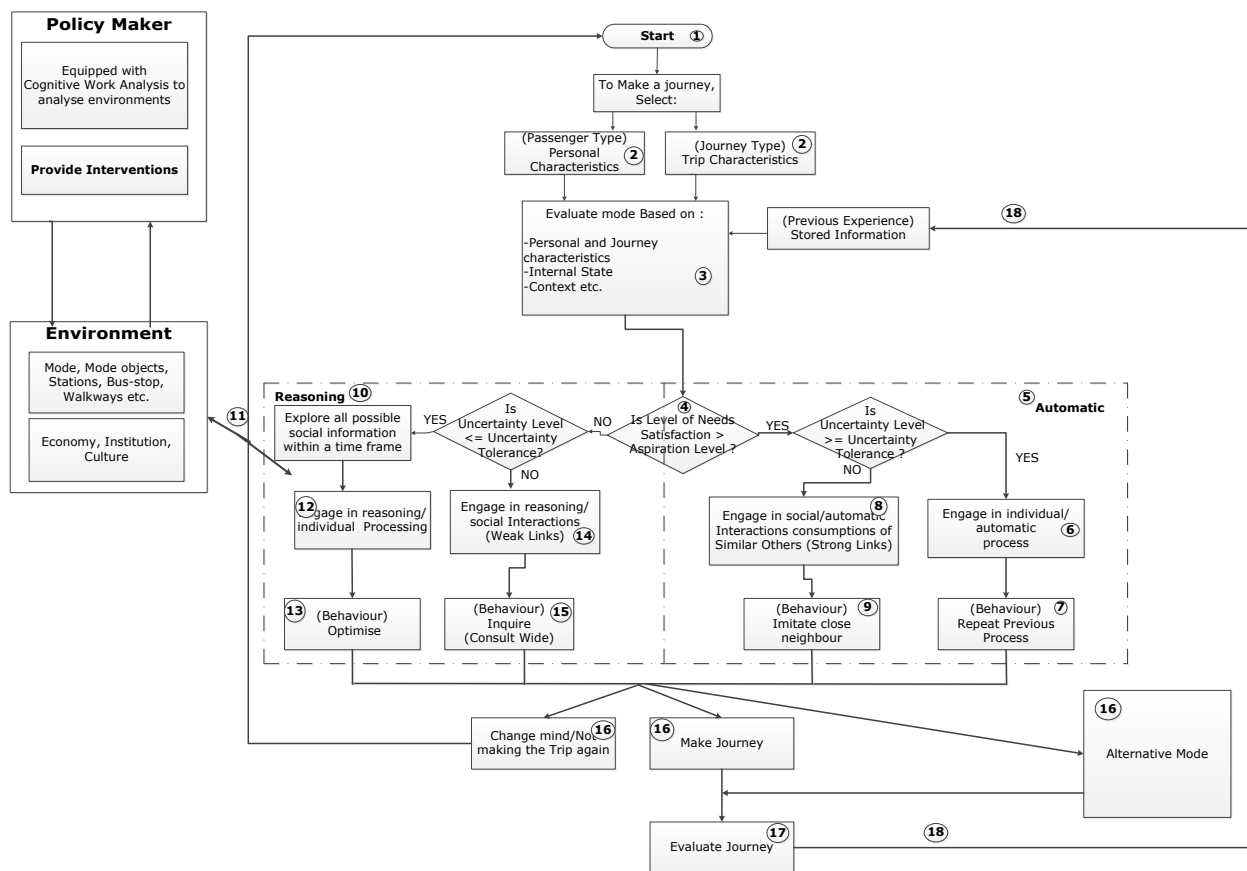 Policy Maker
Equipped with
Cognitive Work Analysis to
analyse environments
Provide Interventions
Environment
Mode, Mode objects,
Stations, Bus-stop,
Walkways etc.
Economy, Institution,
Culture
11
Start 1
To Make a journey,
Select:
(Passenger Type)
Personal
Characteristics
2
(Journey Type)
Trip Characteristics
2
Evaluate mode Based on :
-Personal and Journey
characteristics
-Internal State
-Context etc.
3
(Previous Experience)
Stored Information
18
Reasoning 10
Explore all possible
social information
within a time frame
YES
Is
Uncertainty Level
<= Uncertainty
Tolerance?
NO
NO
4
Is Level of Needs
Satisfaction >
Aspiration Level ?
YES
Is
Uncertainty Level
>= Uncertainty
Tolerance ?
NO
YES
5
Automatic
12
Engage in reasoning/
individual Processing
Engage in reasoning/
social Interactions
(Weak Links)
14
8
Engage in social/automatic
Interactions consumptions of
Similar Others (Strong Links)
Engage in individual/
automatic
process
6
13
(Behaviour)
Optimise
(Behaviour)
Inquire
(Consult Wide)
15
(Behaviour)
Imitate close
neighbour
9
(Behaviour)
Repeat Previous
Process
7
Change mind/Not
making the Trip again
16
16
Make Journey
16
Alternative Mode
Evaluate Journey
17
18